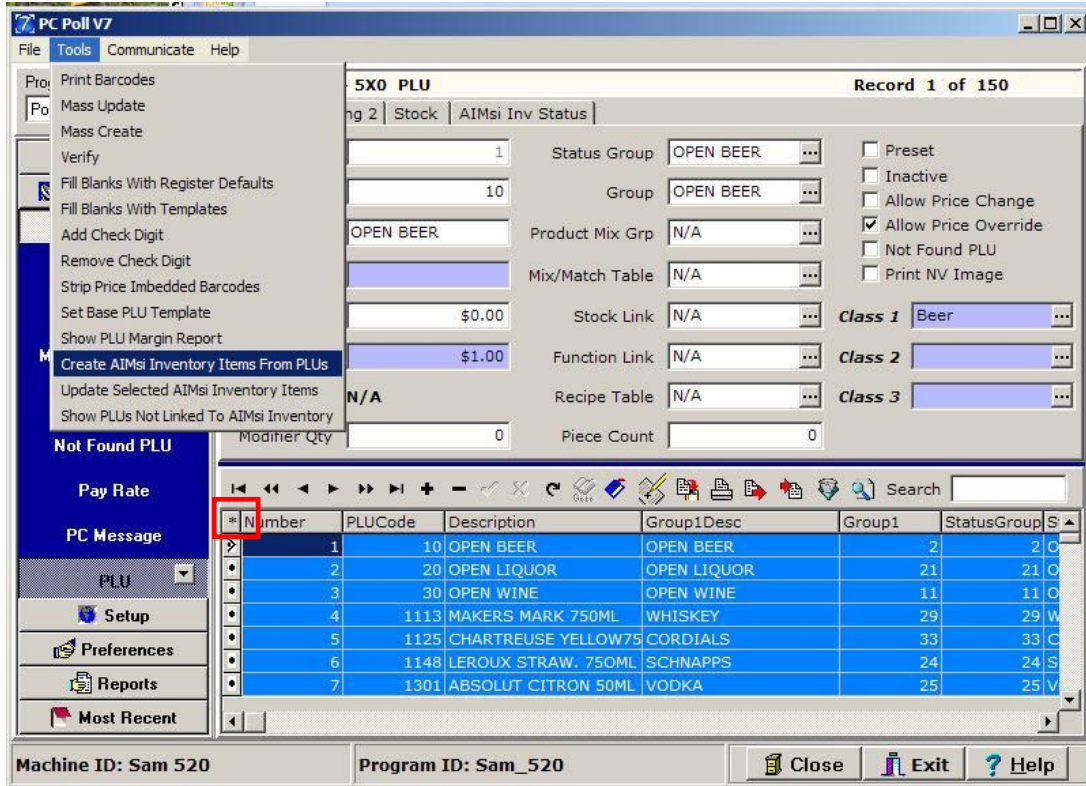 PC Poll V7
File Tools Communicate Help
Print Barcodes
Mass Update
Mass Create
Verify
Fill Blanks With Register Defaults
Fill Blanks With Templates
Add Check Digit
Remove Check Digit
Strip Price Imbedded Barcodes
Set Base PLU Template
Show PLU Margin Report
Create AIMsi Inventory Items From PLUs
Update Selected AIMsi Inventory Items
Show PLUs Not Linked To AIMsi Inventory
5X0 PLU Record 1 of 150
ng 2 Stock AIMsi Inv Status
1 Status Group OPEN BEER ... Preset
Inactive
10 Group OPEN BEER ... Allow Price Change
OPEN BEER Product Mix Grp N/A ... Allow Price Override
Not Found PLU
Mix/Match Table N/A ... Print NV Image
$0.00 Stock Link N/A ... Class 1 Beer ...
$1.00 Function Link N/A ... Class 2 ...
N/A Recipe Table N/A ... Class 3 ...
Modifier Qty 0 Piece Count 0
Not Found PLU
Pay Rate
PC Message
PLU
Setup
Preferences
Reports
Most Recent
Search
* Number PLUCode Description Group1Desc Group1 StatusGroup S
1 10 OPEN BEER OPEN BEER 2 2 O
2 20 OPEN LIQUOR OPEN LIQUOR 21 21 O
3 30 OPEN WINE OPEN WINE 11 11 O
4 1113 MAKERS MARK 750ML WHISKEY 29 29 W
5 1125 CHARTREUSE YELLOW75 CORDIALS 33 33 C
6 1148 LEROUX STRAW. 750ML SCHNAPPS 24 24 S
7 1301 ABSOLUT CITRON 50ML VODKA 25 25 V
Machine ID: Sam 520 Program ID: Sam_520 Close Exit Help